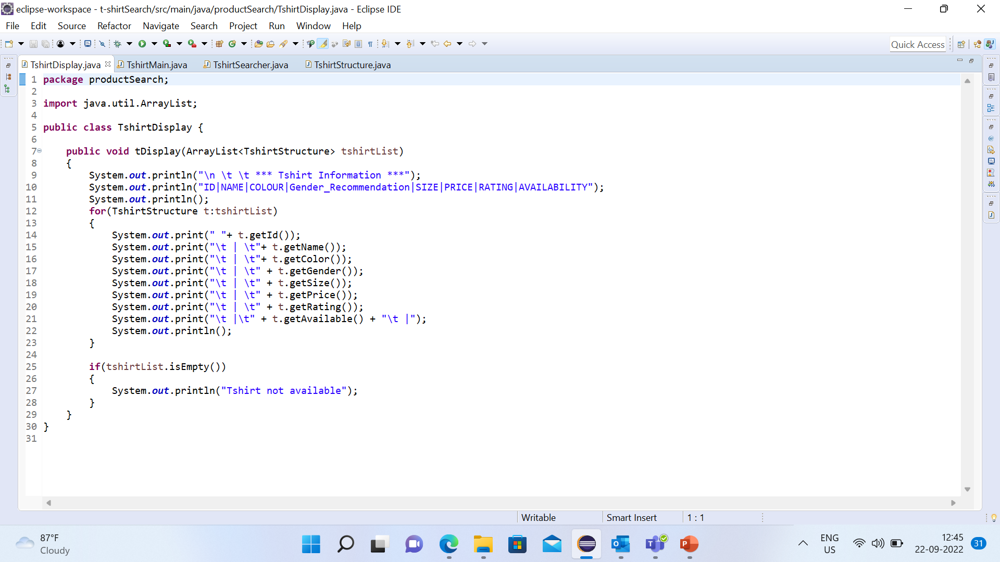 eclipse-workspace - t-shirtSearch/src/main/java/productSearch/TshirtDisplay.java - Eclipse IDE
File Edit Source Refactor Navigate Search Project Run Window Help
Quick Access
TshirtDisplay.java TshirtMain.java TshirtSearcher.java TshirtStructure.java
1 package productSearch;
2
3 import java.util.ArrayList;
4
5 public class TshirtDisplay {
6
7 public void tDisplay(ArrayList<TshirtStructure> tshirtList)
8 {
9 System.out.println("\n \t \t *** Tshirt Information ***");
10 System.out.println("ID|NAME|COLOUR|Gender_Recommendation|SIZE|PRICE|RATING|AVAILABILITY");
11 System.out.println();
12 for(TshirtStructure t:tshirtList)
13 {
14 System.out.print(" "+ t.getId());
15 System.out.print("\t | \t"+ t.getName());
16 System.out.print("\t | \t"+ t.getColor());
17 System.out.print("\t | \t" + t.getGender());
18 System.out.print("\t | \t" + t.getSize());
19 System.out.print("\t | \t" + t.getPrice());
20 System.out.print("\t | \t" + t.getRating());
21 System.out.print("\t |\t" + t.getAvailable() + "\t |");
22 System.out.println();
23 }
24
25 if(tshirtList.isEmpty())
26 {
27 System.out.println("Tshirt not available");
28 }
29 }
30 }
31
Writable Smart Insert 1 : 1
87°F
Cloudy
ENG
US
12:45
22-09-2022
31